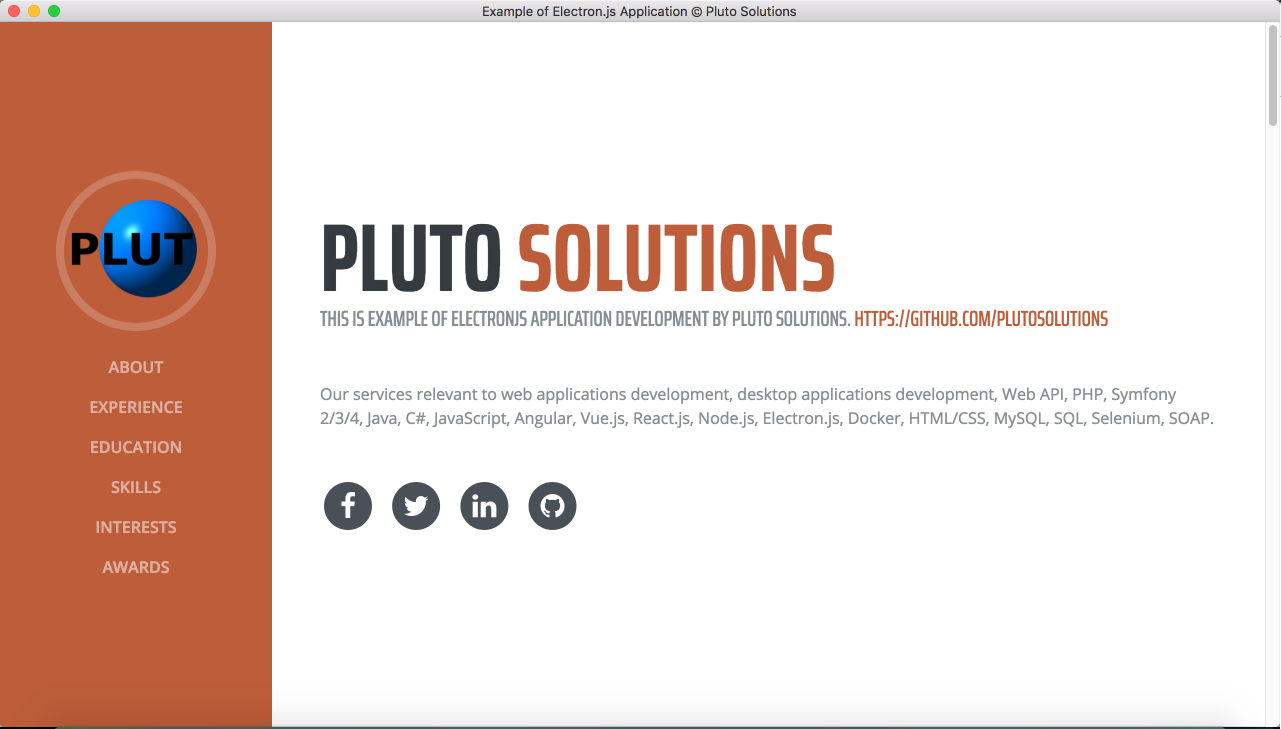 Example of Electron.js Application © Pluto Solutions
PLUT
ABOUT
EXPERIENCE
EDUCATION
SKILLS
INTERESTS
AWARDS
PLUTO SOLUTIONS
THIS IS EXAMPLE OF ELECTRONJS APPLICATION DEVELOPMENT BY PLUTO SOLUTIONS. HTTPS://GITHUB.COM/PLUTOSOLUTIONS
Our services relevant to web applications development, desktop applications development, Web API, PHP, Symfony
2/3/4, Java, C#, JavaScript, Angular, Vue.js, React.js, Node.js, Electron.js, Docker, HTML/CSS, MySQL, SQL, Selenium, SOAP.